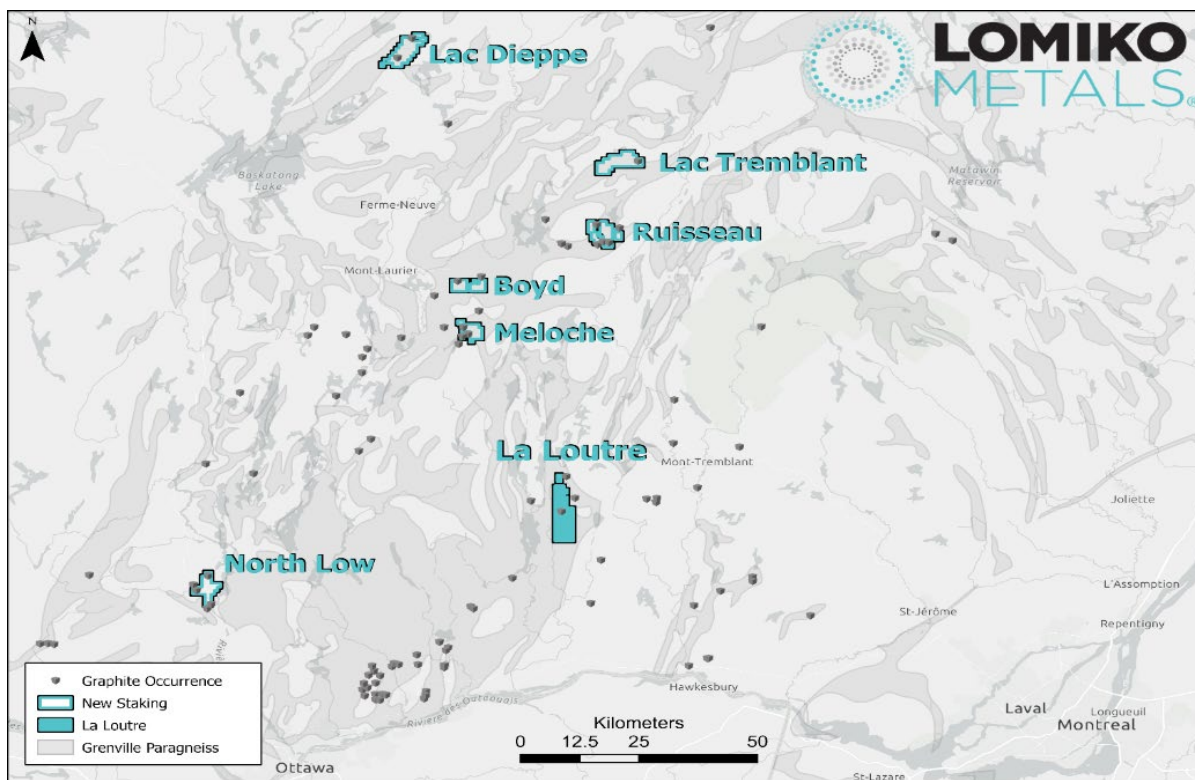 N
LOMIKO
METALS®
Lac Dieppe
Lac Tremblant
Baskatong
Lake
Matawin
Reservoir
Ferme-Neuve
Ruisseau
Mont-Laurier
Boyd
Meloche
La Loutre
Mont-Tremblant
Joliette
North Low
L'Assomption
St-Jérôme
Repentigny
Graphite Occurrence
New Staking
La Loutre
Grenville Paragneiss
Hawkesbury
Rivière des Outaouais
Laval
Longueuil
Montreal
Kilometers
0 12.5 25 50
Ottawa
St-Lazare